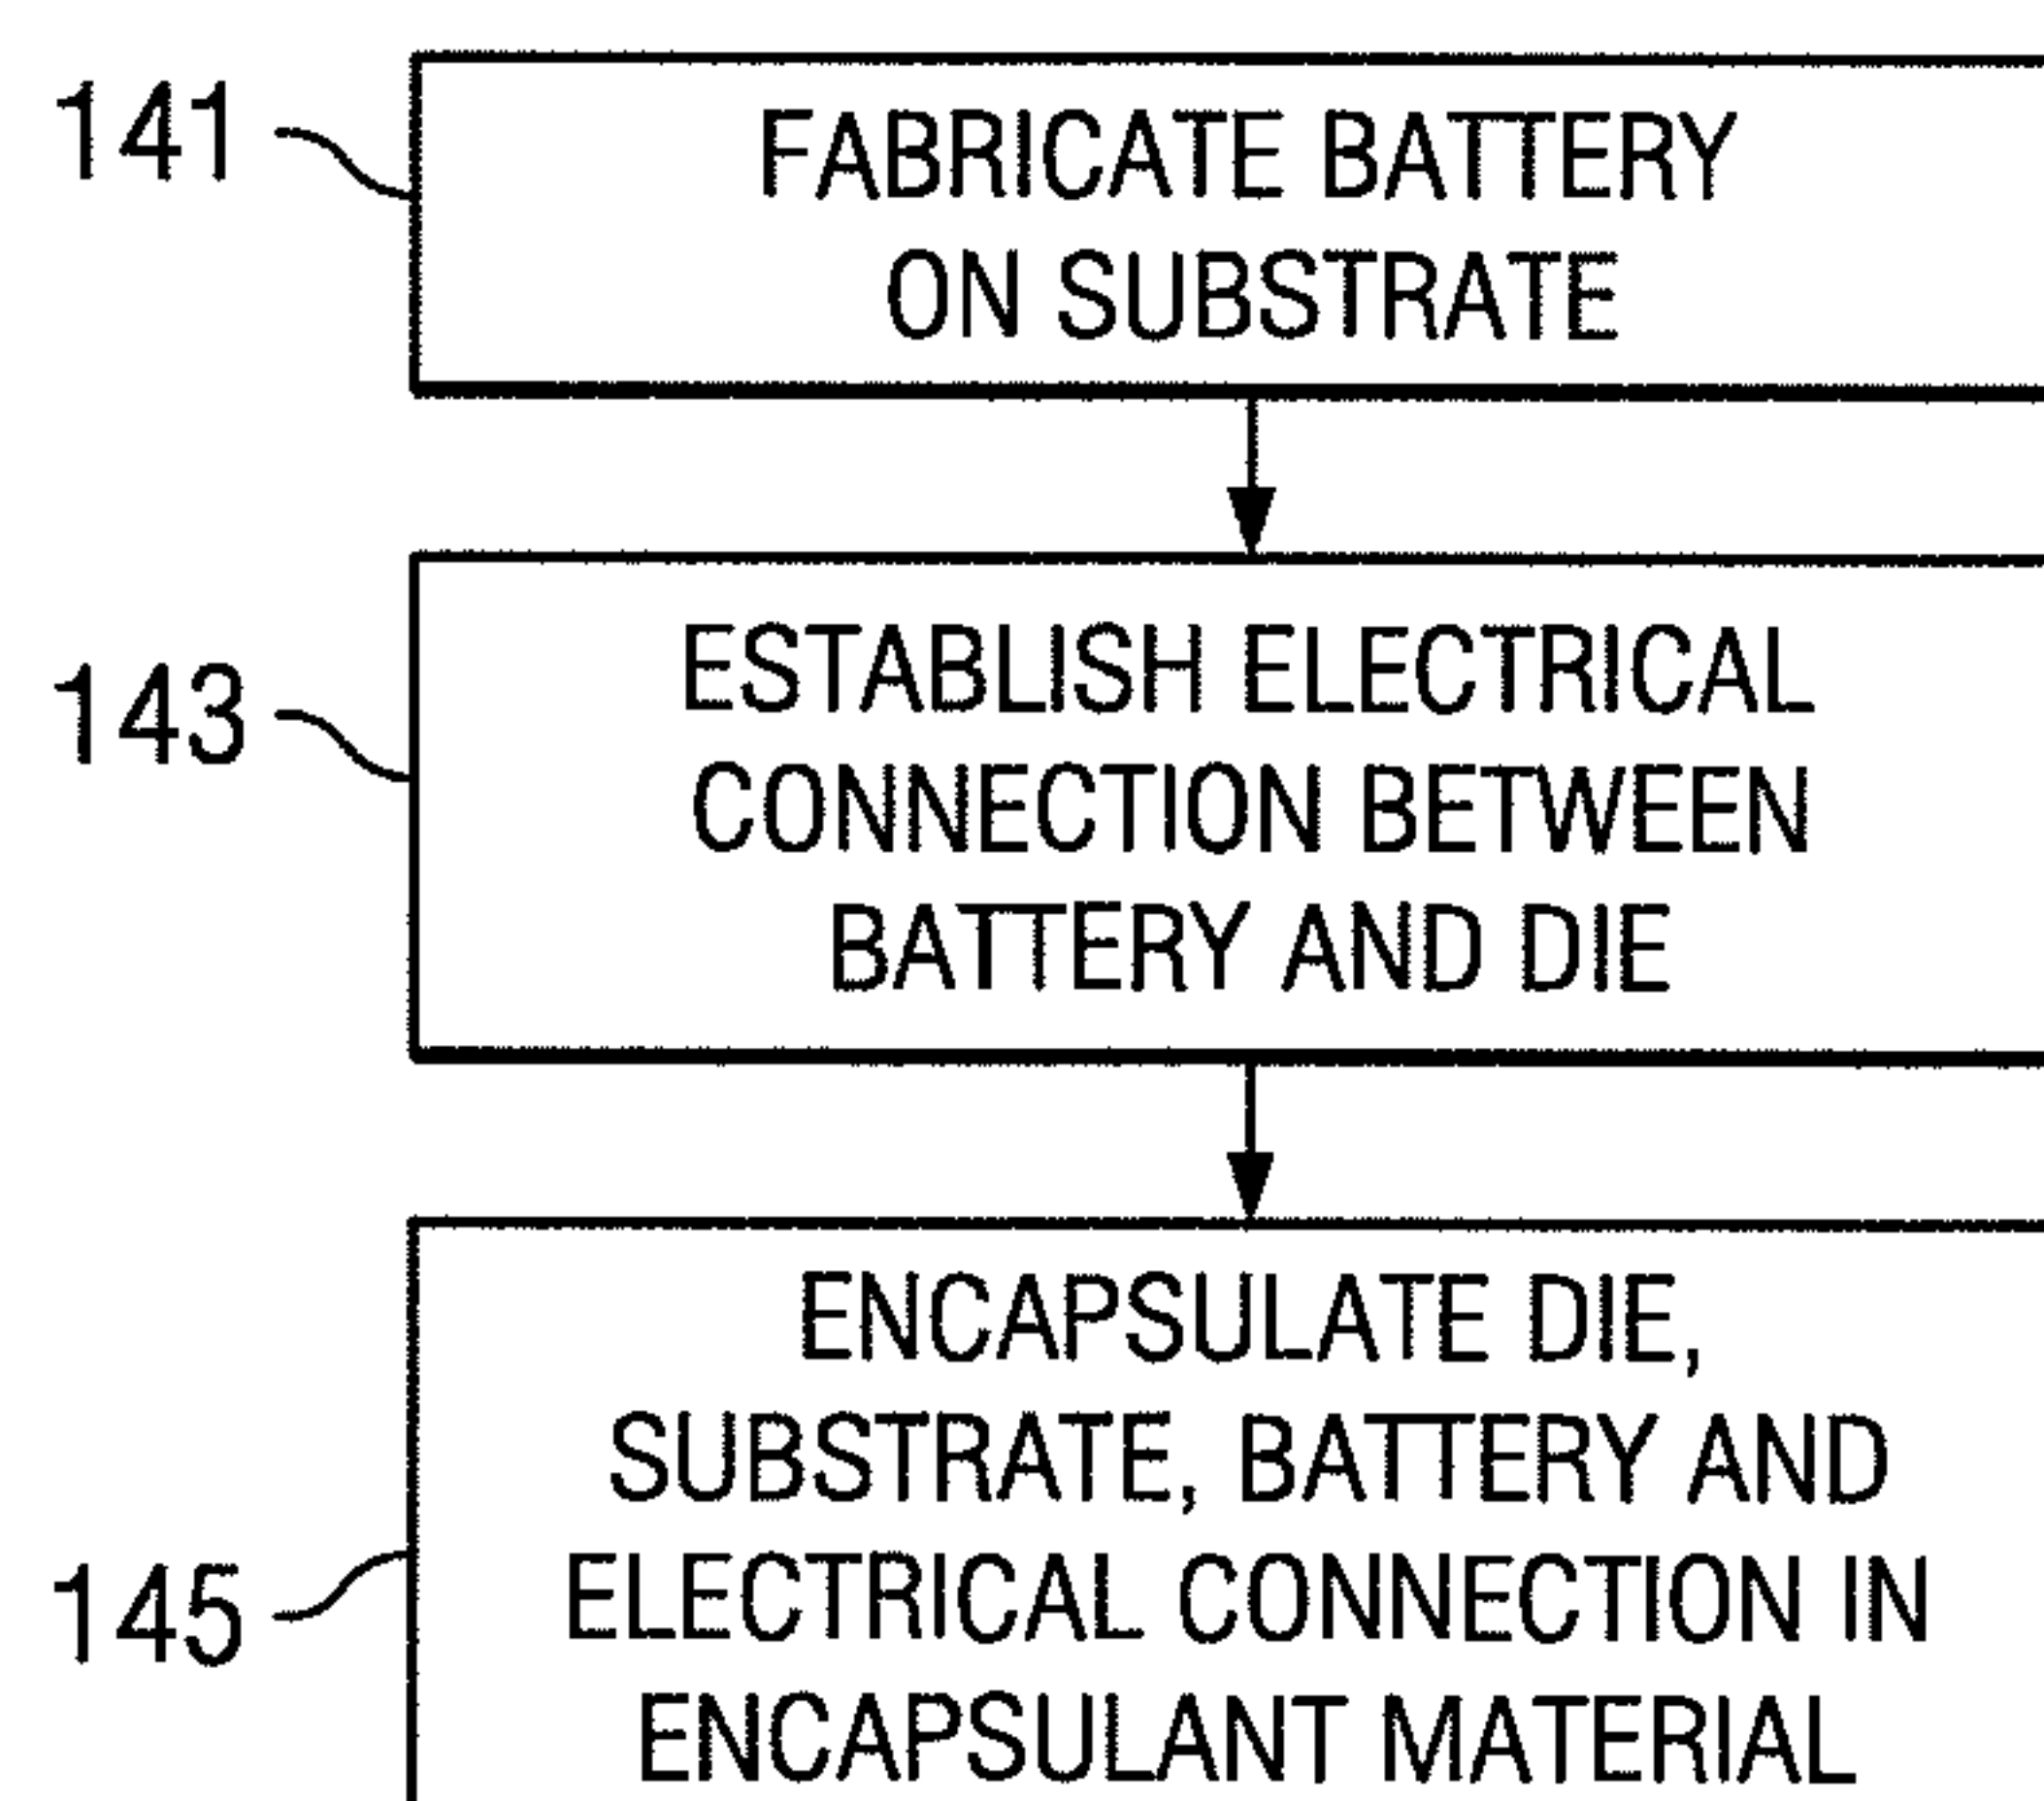 141
FABRICATE BATTERY
ON SUBSTRATE
143
ESTABLISH ELECTRICAL
CONNECTION BETWEEN
BATTERY AND DIE
145
ENCAPSULATE DIE,
SUBSTRATE, BATTERY AND
ELECTRICAL CONNECTION IN
ENCAPSULANT MATERIAL